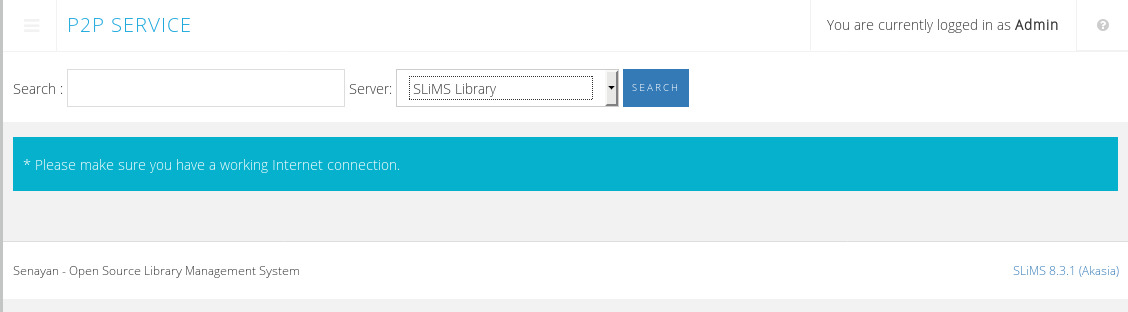 P2P SERVICE
You are currently logged in as Admin
Search :
Server: SLiMS Library
SEARCH
* Please make sure you have a working Internet connection.
Senayan - Open Source Library Management System
SLiMS 8.3.1 (Akasia)